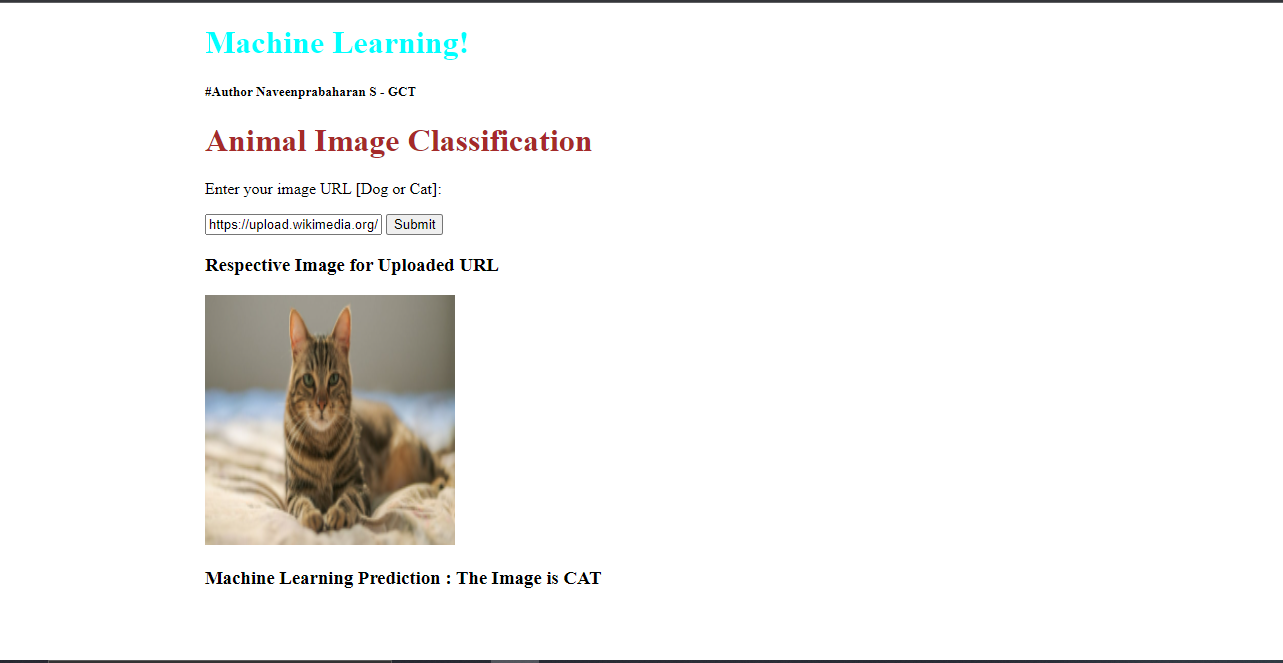 Machine Learning!
#Author Naveenprabaharan S - GCT
Animal Image Classification
Enter your image URL [Dog or Cat]:
https://upload.wikimedia.org/ Submit
Respective Image for Uploaded URL
Machine Learning Prediction : The Image is CAT